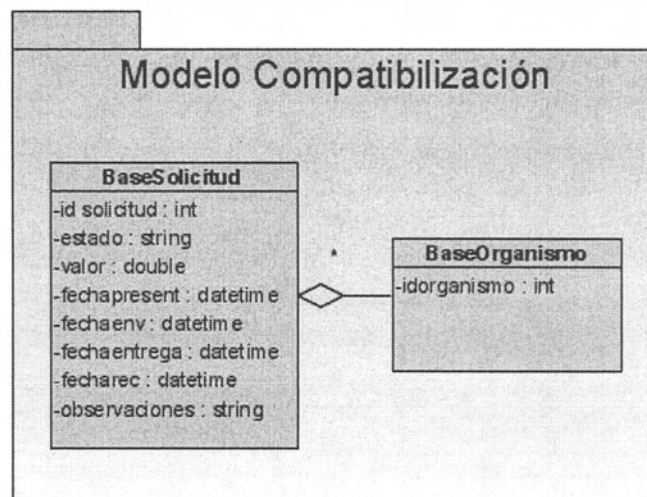 Modelo Compatibilización
BaseSolicitud
-id solicitud : int
-estado : string
-valor : double
-fechapresent : datetime
-fechaenv : datetime
-fechaentrega : datetime
-fecharec : datetime
-observaciones : string
*
BaseOrganismo
-idorganismo : int